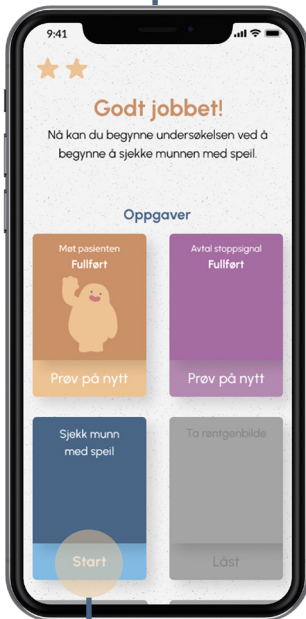 9:41
Godt jobbet!
Nå kan du begynne undersøkelsen ved å
begynne å sjekke munnen med speil.
Oppgaver
Møt pasienten
Fullført
Prøv på nytt
Avtal stoppsignal
Fullført
Prøv på nytt
Sjekk munn
med speil
Start
Ta røntgenbilde
Låst